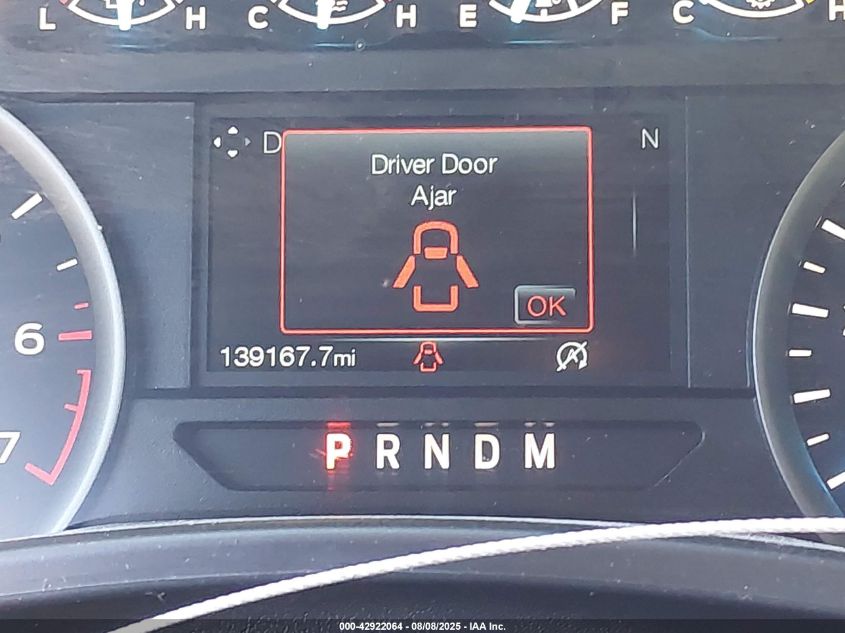 L H C H E F C H
D N
Driver Door
Ajar
OK
139167.7mi
6
7
P R N D M
000-42922064 - 08/08/2025 - IAA Inc.